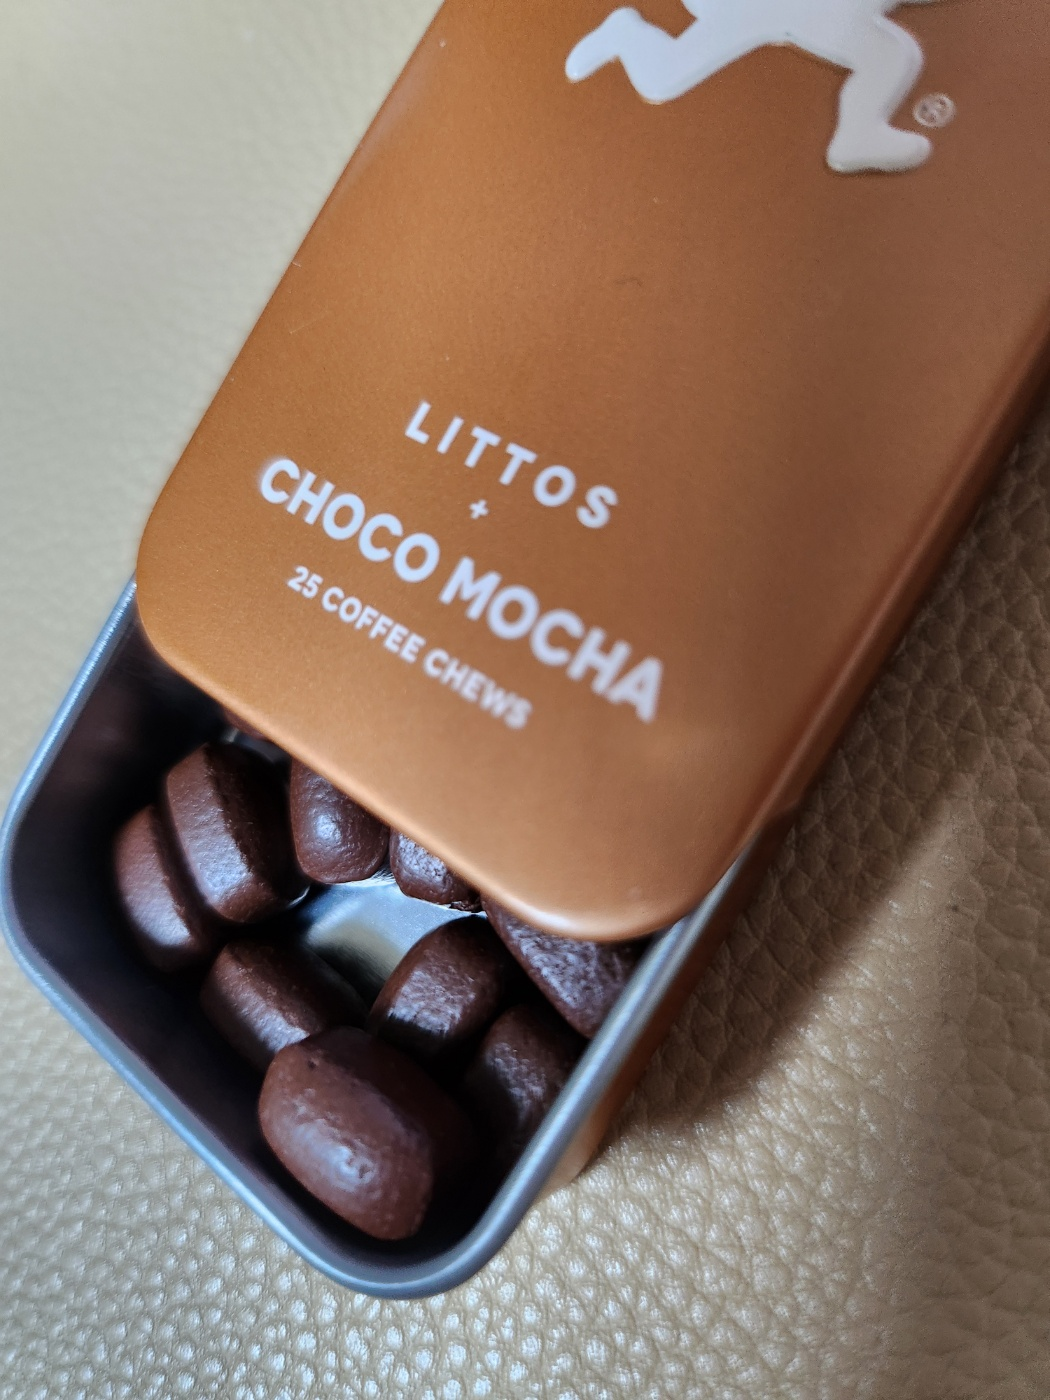 ®
LITTOS
+
CHOCO MOCHA
25 COFFEE CHEWS